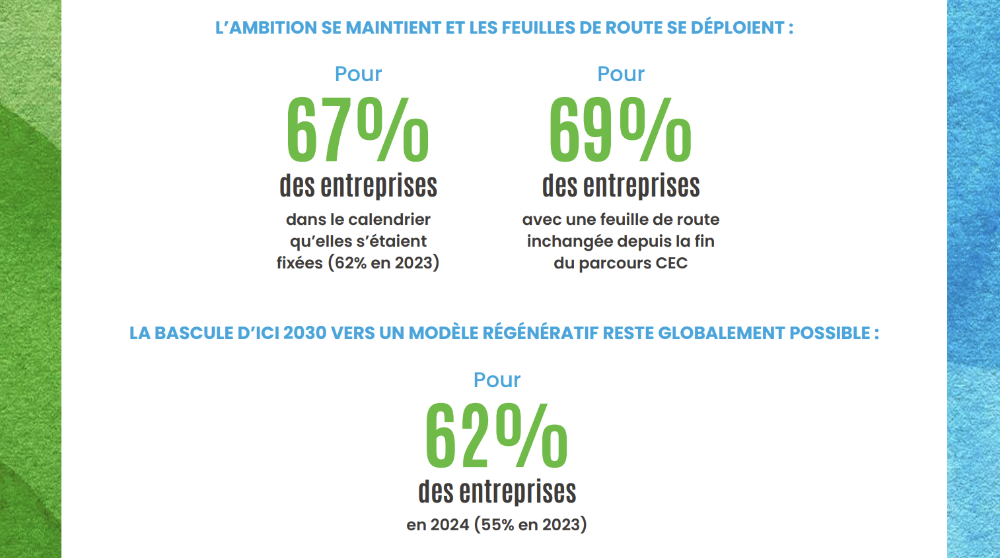 L’AMBITION SE MAINTIENT ET LES FEUILLES DE ROUTE SE DÉPLOIENT :
Pour
67%
des entreprises
dans le calendrier
qu’elles s’étaient
fixées (62% en 2023)
Pour
69%
des entreprises
avec une feuille de route
inchangée depuis la fin
du parcours CEC
LA BASCULE D’ICI 2030 VERS UN MODÈLE RÉGÉNÉRATIF RESTE GLOBALEMENT POSSIBLE :
Pour
62%
des entreprises
en 2024 (55% en 2023)